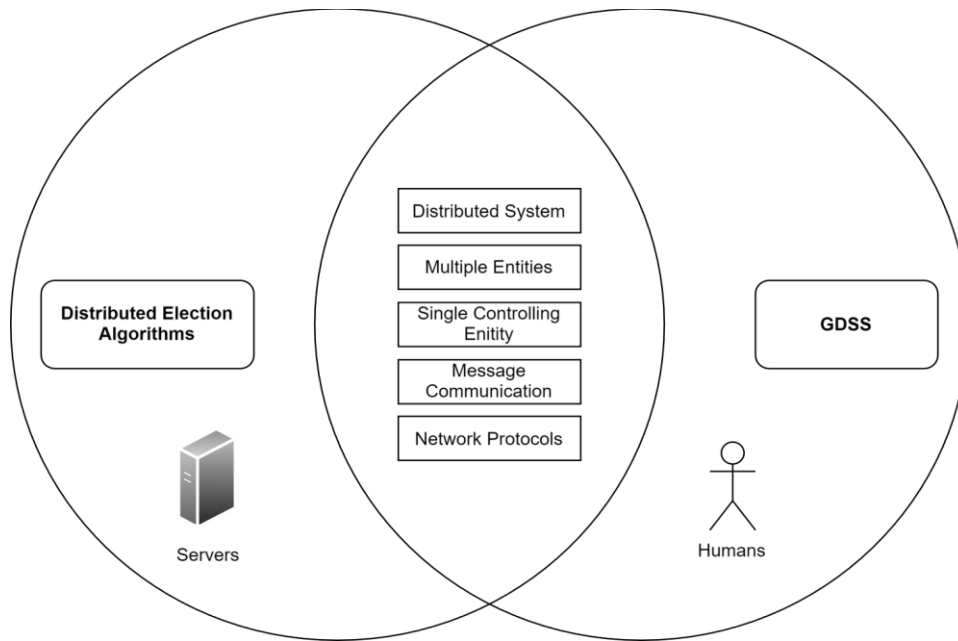 Distributed System
Multiple Entities
Distributed Election
Algorithms
Single Controlling
Enitity
GDSS
Message
Communication
Network Protocols
Servers
Humans